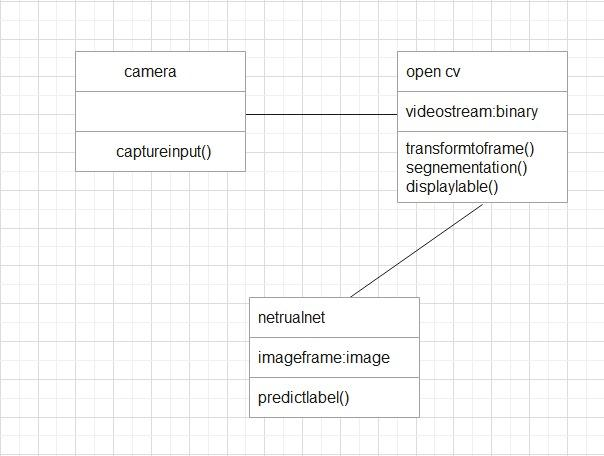 camera
captureinput()
open cv
videostream:binary
transformtoframe()
segnementation()
displaylable()
netrualnet
imageframe:image
predictlabel()